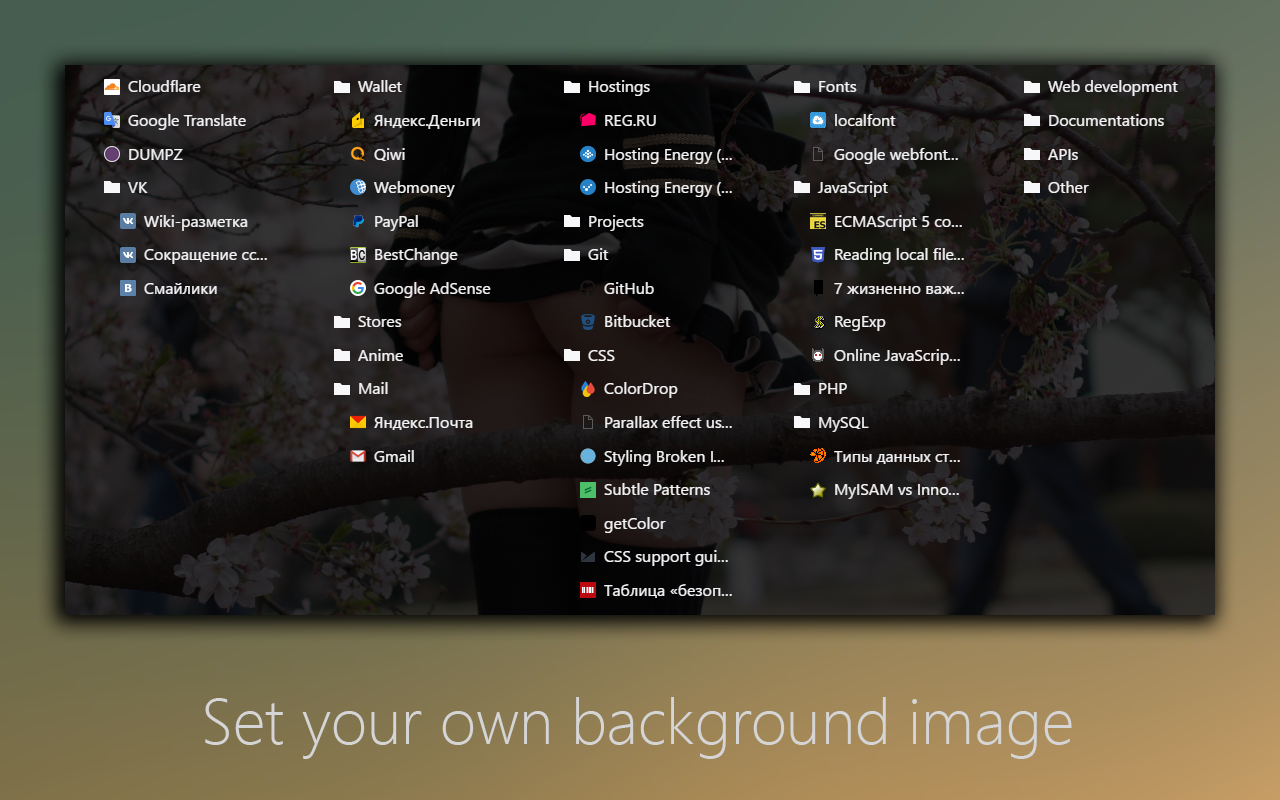 Cloudflare
Google Translate
DUMPZ
VK
Wiki-разметка
Сокращение сс...
Смайлики
Wallet
Яндекс.Деньги
Qiwi
Webmoney
PayPal
BestChange
Google AdSense
Stores
Anime
Mail
Яндекс.Почта
Gmail
Hostings
REG.RU
Hosting Energy (...
Hosting Energy (...
Projects
Git
GitHub
Bitbucket
CSS
ColorDrop
Parallax effect us...
Styling Broken I...
Subtle Patterns
getColor
CSS support gui...
Таблица «безоп...
Fonts
localfont
Google webfont...
JavaScript
ECMAScript 5 со...
Reading local file...
7 жизненно важ...
RegExp
Online JavaScrip...
PHP
MySQL
Типы данных ст...
MyISAM vs Inno...
Web development
Documentations
APIs
Other
Set your own background image